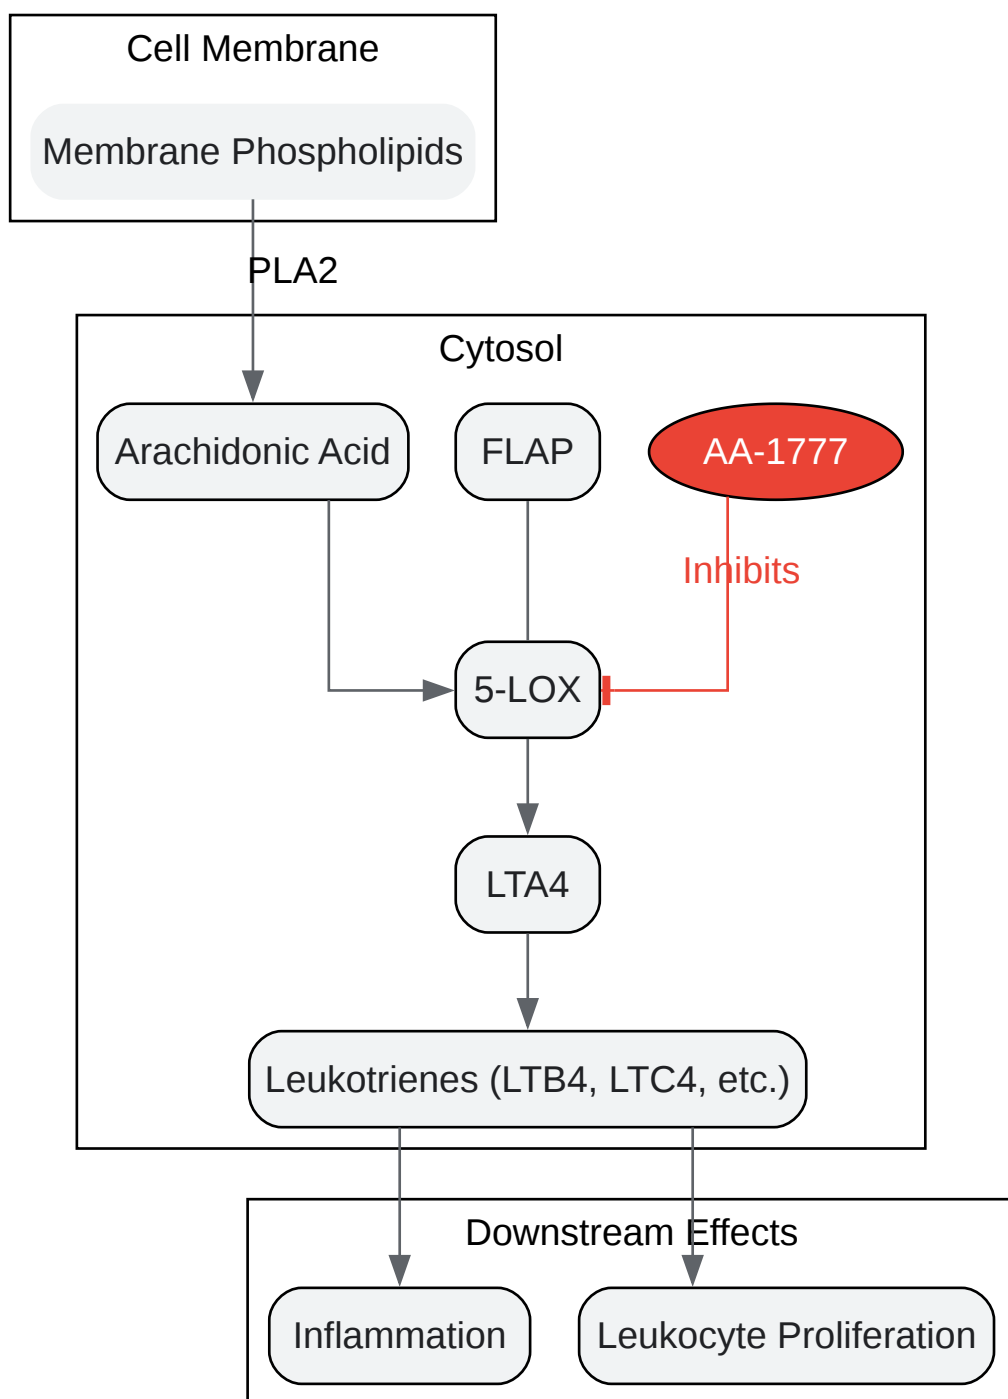 Cell Membrane
Membrane Phospholipids
PLA2
Cytosol
Arachidonic Acid
FLAP
AA-1777
Inhibits
5-LOX
LTA4
Leukotrienes (LTB4, LTC4, etc.)
Downstream Effects
Inflammation
Leukocyte Proliferation